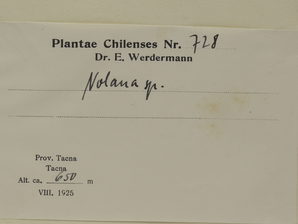 Plantae Chilenses Nr. 728
Dr. E. Werdermann
Nolana sp.
Prov. Tacna
Tacna
Alt. ca. 650 m
VIII. 1925